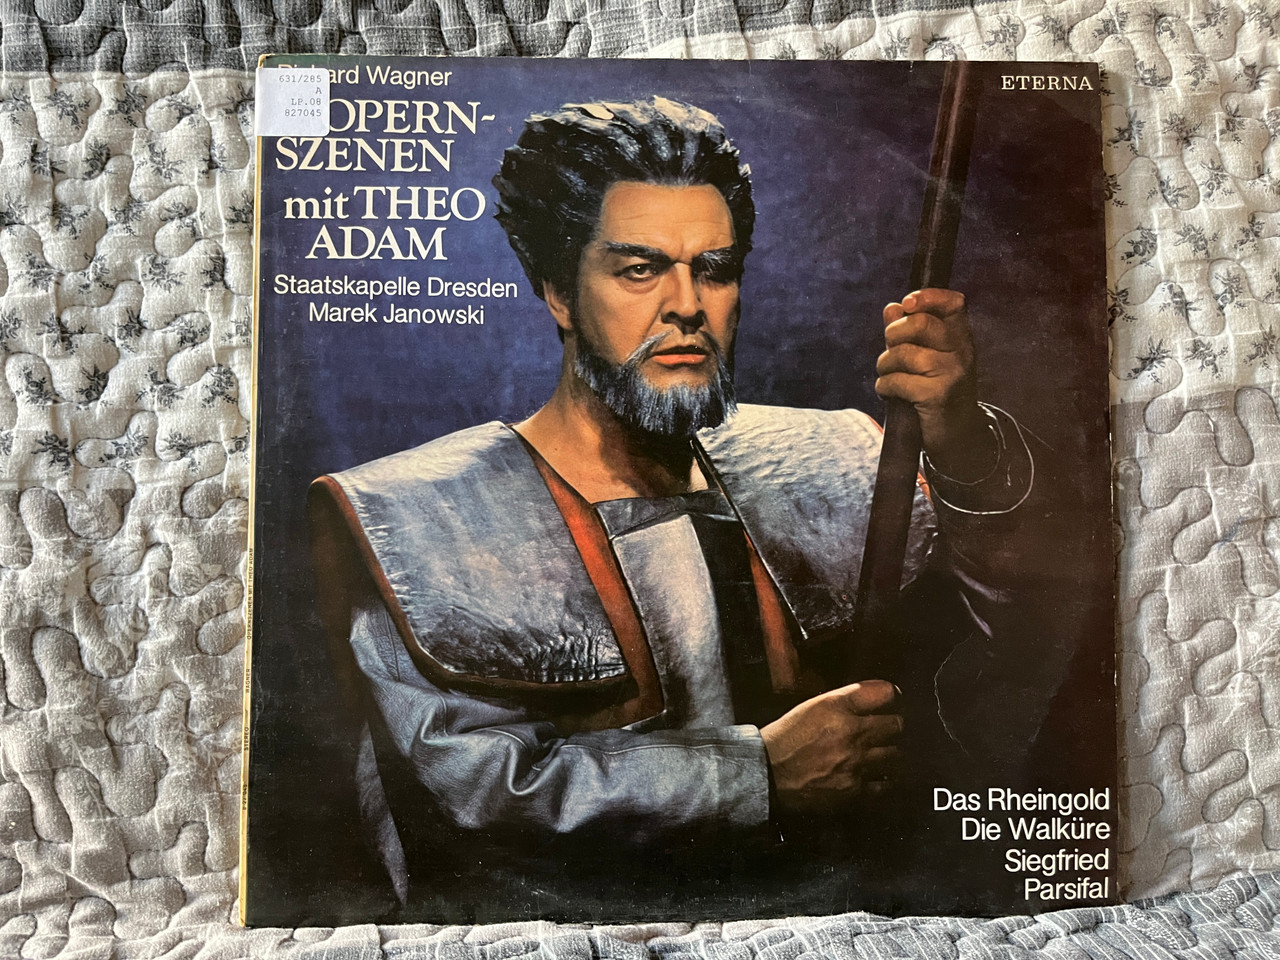 Richard Wagner
631/285
A
LP.08
827045
OPERN-
SZENEN
mit THEO
ADAM
Staatskapelle Dresden
Marek Janowski
ETERNA
Das Rheingold
Die Walküre
Siegfried
Parsifal
STEREO